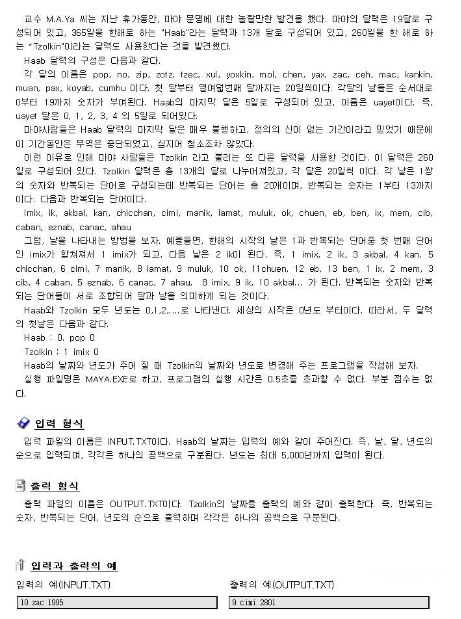 교수 M.A.Ya 씨는 지난 휴가동안, 마야 문명에 대한 놀랄만한 발견을 했다. 마야의 달력은 19달로 구
성되어 있고, 365일을 한해로 하는 "Haab"라는 달력과 13개 달로 구성되어 있고, 260일을 한 해로 하
는 "Tzolkin"이라는 달력도 사용한다는 것을 발견했다.
Haab 달력의 구성은 다음과 같다.
각 달의 이름은 pop, no, zip, zotz, tzec, xul, yoxkin, mol, chen, yax, zac, ceh, mac, kankin,
muan, pax, koyab, cumhu 이다. 첫 달부터 열여덟번째 달까지는 20일씩이다. 각달의 날들은 순서대로
0부터 19까지 숫자가 부여된다. Haab의 마지막 달은 5일로 구성되어 있고, 이름은 uayet이다. 즉,
uayet 달은 0, 1, 2, 3, 4 의 5일로 되어있다.
마야사람들은 Haab 달력의 마지막 달은 매우 불행하고, 정의의 신이 없는 기간이라고 믿었기 때문에
이 기간동안은 무역은 중단되었고, 심지어 청소조차 않았다.
이런 이유로 인해 마야 사람들은 Tzolkin 라고 불리는 또 다른 달력을 사용한 것이다. 이 달력은 260
일로 구성되어 있다. Tzolkin 달력은 총 13개의 달로 나누어져있고, 각 달은 20일씩 이다. 각 날은 1쌍
의 숫자와 반복되는 단어로 구성되는데 반복되는 단어는 총 20개이며, 반복되는 숫자는 1부터 13까지
이다. 다음과 반복되는 단어이다.
imix, ik, akbal, kan, chicchan, cimi, manik, lamat, muluk, ok, chuen, eb, ben, ix, mem, cib,
caban, eznab, canac, ahau
그럼, 날을 나타내는 방법을 보자. 예를들면, 한해의 시작의 날은 1과 반복되는 단어중 첫 번째 단어
인 imix가 합쳐져서 1 imix가 되고, 다음 날은 2 ik이 된다. 즉, 1 imix, 2 ik, 3 akbal, 4 kan, 5
chicchan, 6 cimi, 7 manik, 8 lamat, 9 muluk, 10 ok, 11chuen, 12 eb, 13 ben, 1 ix, 2 mem, 3
cib, 4 caban, 5 eznab, 6 canac, 7 ahau, 8 imix, 9 ik, 10 akbal... 가 된다. 반복되는 숫자와 반복
되는 단어들이 서로 조합되어 달과 날을 의미하게 되는 것이다.
Haab와 Tzolkin 모두 년도는 0,1,2,....로 나타낸다. 세상의 시작은 0년도 부터이다. 따라서, 두 달력
의 첫날은 다음과 같다.
Haab : 0. pop 0
Tzolkin : 1 imix 0
Haab의 날짜와 년도가 주어 질 때 Tzolkin의 날짜와 년도로 변경해 주는 프로그램을 작성해 보자.
실행 파일명은 MAYA.EXE로 하고, 프로그램의 실행 시간은 0.5초를 초과할 수 없다. 부분 점수는 없
다.
입력 형식
입력 파일의 이름은 INPUT.TXT이다. Haab의 날짜는 입력의 예와 같이 주어진다. 즉, 날, 달, 년도의
순으로 입력되며, 각각은 하나의 공백으로 구분된다. 년도는 최대 5,000년까지 입력이 된다.
출력 형식
출력 파일의 이름은 OUTPUT.TXT이다. Tzolkin의 날짜를 출력의 예와 같이 출력한다. 즉, 반복되는
숫자, 반복되는 단어, 년도의 순으로 출력하며 각각은 하나의 공백으로 구분된다.
입력과 출력의 예
입력의 예(INPUT.TXT) 출력의 예(OUTPUT.TXT)
10 zac 1995 9 cimi 2801